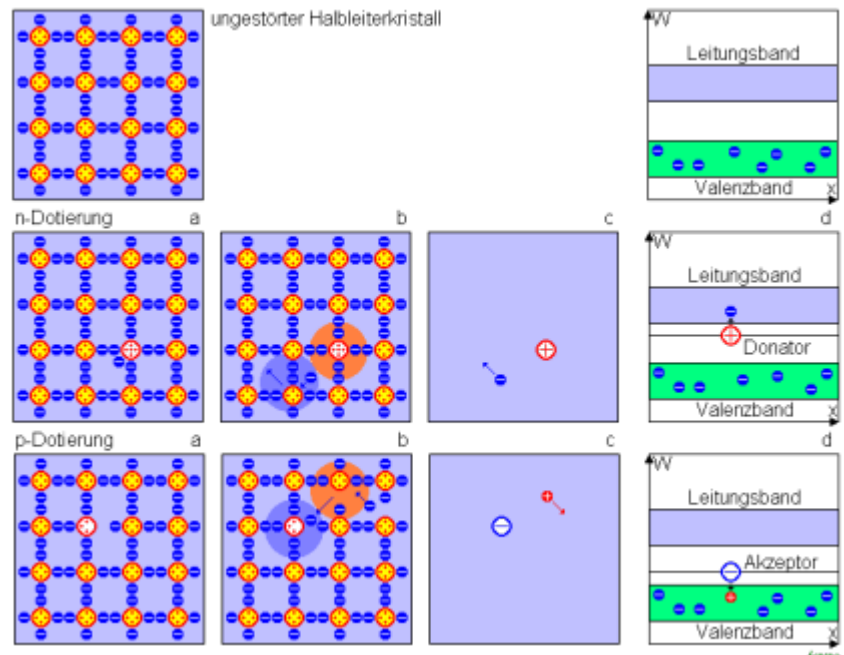 ungestörter Halbleiterkristall
W
Leitungsband
Valenzband
x
n-Dotierung a b c d
W
Leitungsband
Donator
Valenzband
x
p-Dotierung a b c d
W
Leitungsband
Akzeptor
Valenzband
x